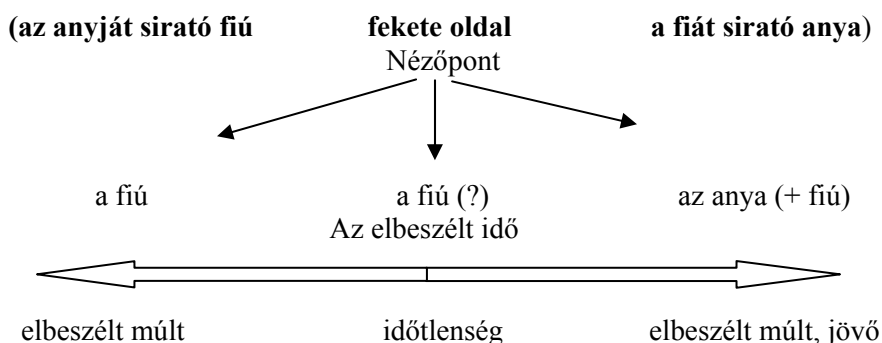 (az anyját sirató fiú fekete oldal a fiát sirató anya)
Nézőpont
a fiú a fiú (?) az anya (+ fiú)
Az elbeszélt idő
elbeszélt múlt időtlenség elbeszélt múlt, jövő